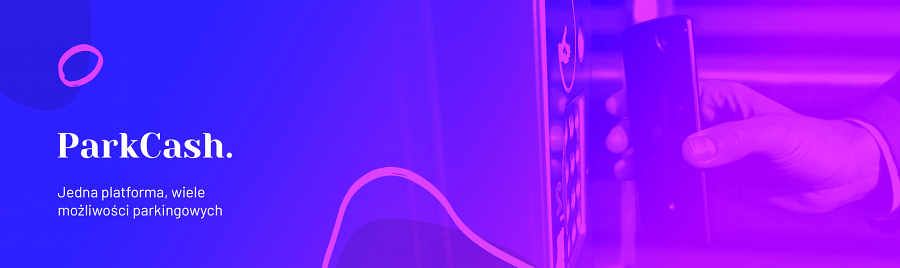 ParkCash.
Jedna platforma, wiele
możliwości parkingowych